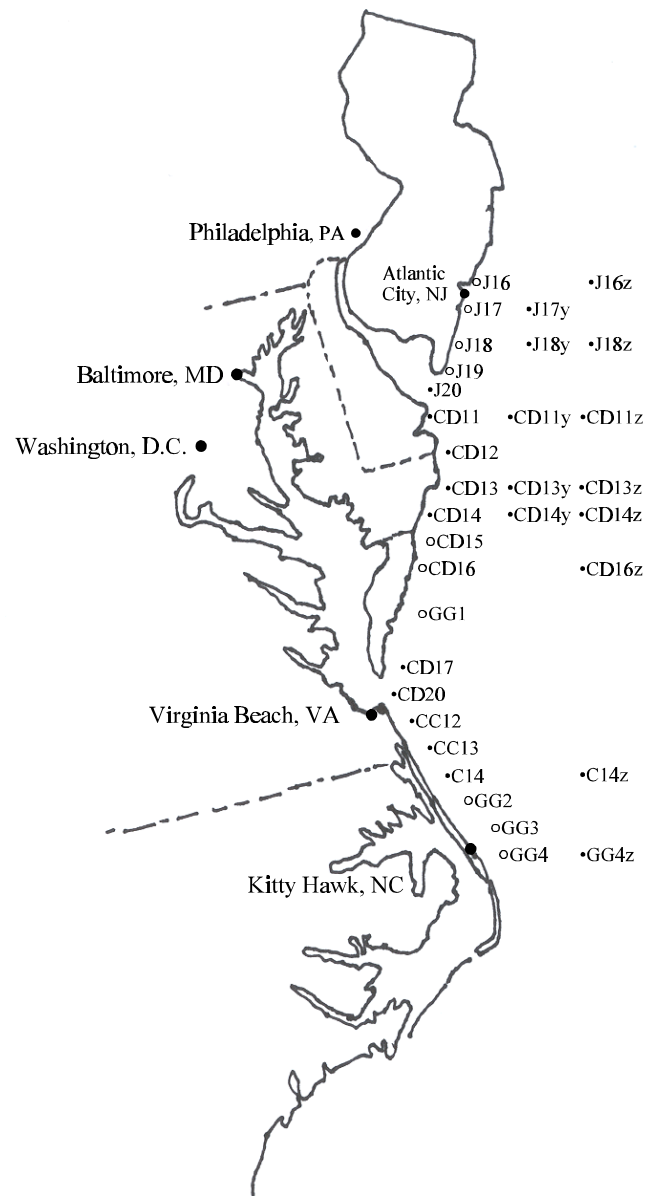 Philadelphia, PA
Atlantic
City, NJ
J16 J16z
J17 J17y
J18 J18y J18z
J19
Baltimore, MD
J20
CD11 CD11y CD11z
Washington, D.C.
CD12
CD13 CD13y CD13z
CD14 CD14y CD14z
CD15
CD16 CD16z
GG1
CD17
CD20
Virginia Beach, VA
CC12
CC13
C14 C14z
GG2
GG3
GG4 GG4z
Kitty Hawk, NC